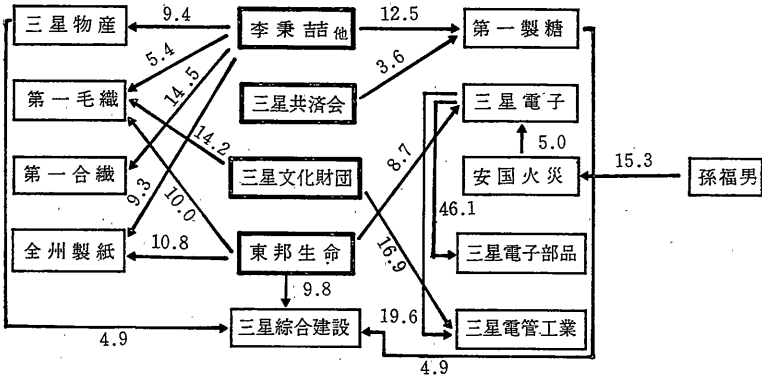 三星物産
9.4
李秉喆他
12.5
第一製糖
5.4
3.6
第一毛織
14.5
三星共済会
三星電子
14.2
8.7
5.0
第一合繊
9.3
10.0
三星文化財団
安国火災
15.3
孫福男
46.1
全州製紙
10.8
東邦生命
16.9
三星電子部品
9.8
三星綜合建設
19.6
三星電管工業
4.9
4.9